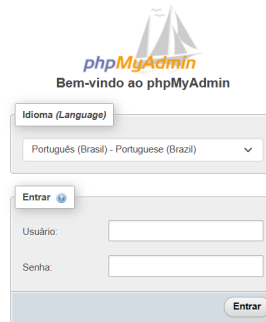 phpMyAdmin
Bem-vindo ao phpMyAdmin
Idioma (Language)
Português (Brasil) - Portuguese (Brazil)
Entrar
Usuário:
Senha:
Entrar